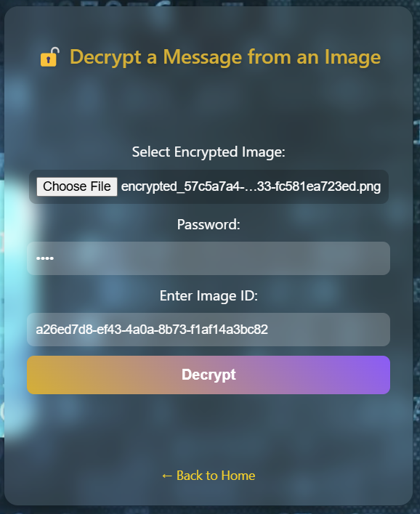 🔓 Decrypt a Message from an Image
Select Encrypted Image:
Choose File encrypted_57c5a7a4-...33-fc581ea723ed.png
Password:
••••
Enter Image ID:
a26ed7d8-ef43-4a0a-8b73-f1af14a3bc82
Decrypt
← Back to Home